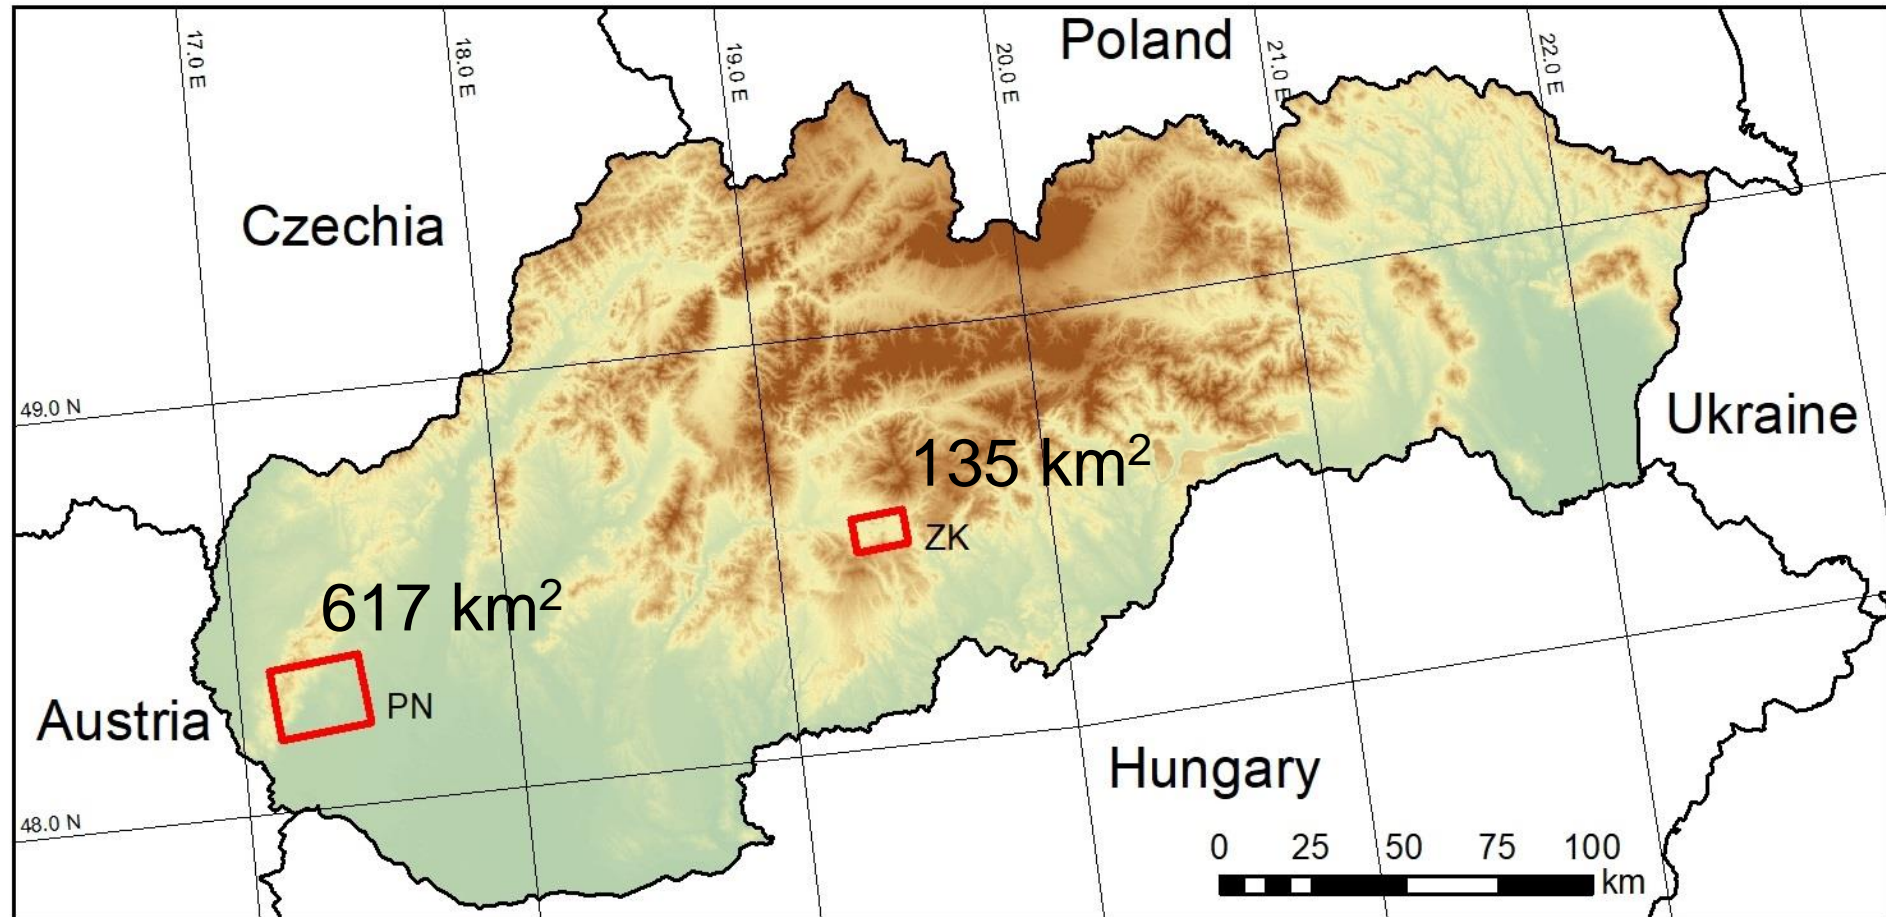 17.0 E
18.0 E
19.0 E
20.0 E
21.0 E
22.0 E
Poland
Czechia
49.0 N
Ukraine
135 km²
ZK
617 km²
PN
Austria
Hungary
48.0 N
0 25 50 75 100
km